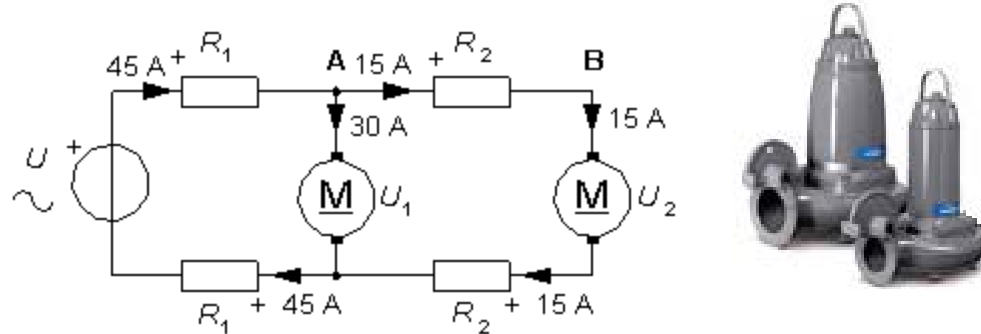 45 A + R1 A 15 A + R2 B
30 A 15 A
U + M U1 M U2
~
R1 + 45 A R2 + 15 A